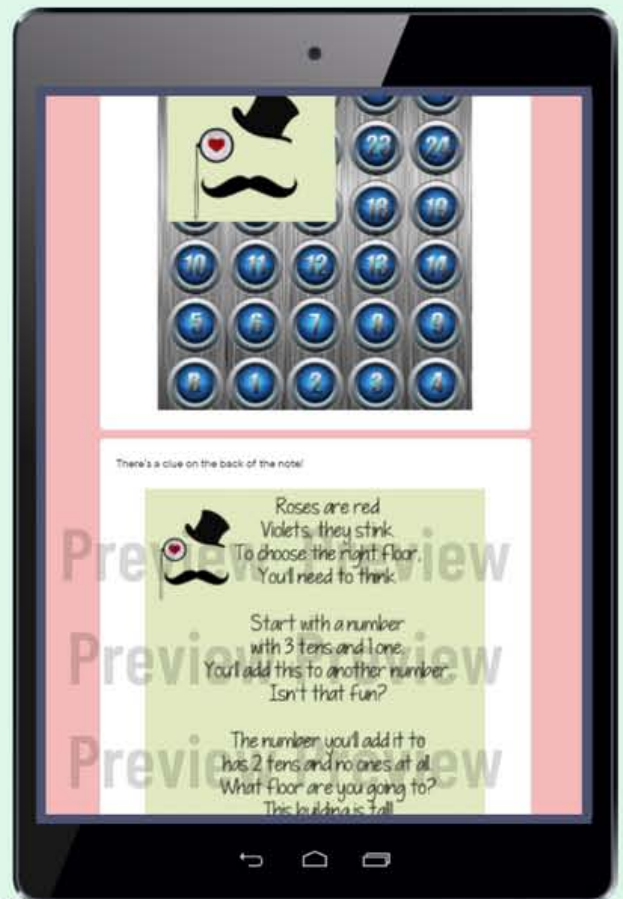 23 24
18 19
10 11 12 13 14
5 6 7 8 9
1 2 3 4
There's a clue on the back of the note!
Roses are red
Violets, they stink.
To choose the right floor,
You'll need to think.
Start with a number
with 3 tens and 1 one.
You'll add this to another number.
Isn't that fun?
The number you'll add it to
has 2 tens and no ones at all.
What floor are you going to?
This building is tall!
Preview Preview
Preview Preview
Preview Preview